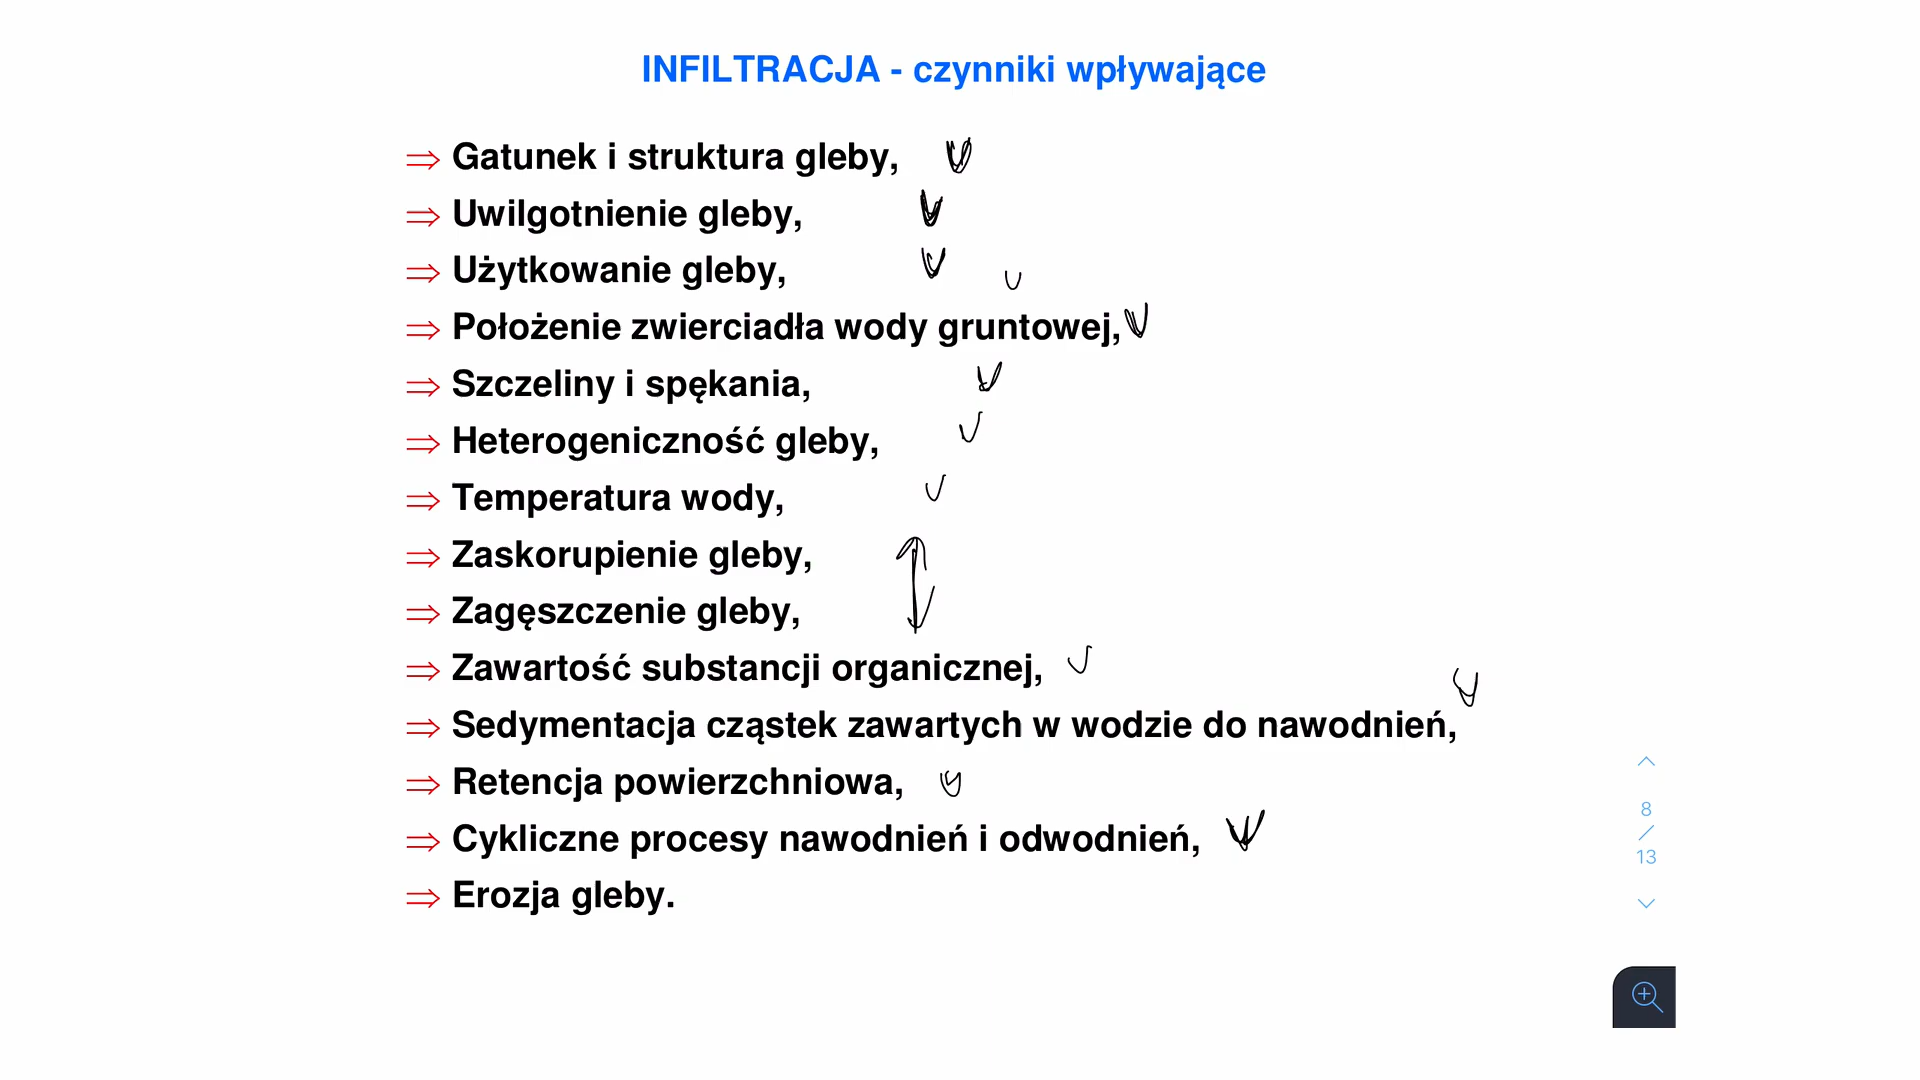 INFILTRACJA - czynniki wpływające
⇒ Gatunek i struktura gleby,
⇒ Uwilgotnienie gleby,
⇒ Użytkowanie gleby,
⇒ Położenie zwierciadła wody gruntowej,
⇒ Szczeliny i spękania,
⇒ Heterogeniczność gleby,
⇒ Temperatura wody,
⇒ Zaskorupienie gleby,
⇒ Zagęszczenie gleby,
⇒ Zawartość substancji organicznej,
⇒ Sedymentacja cząstek zawartych w wodzie do nawodnień,
⇒ Retencja powierzchniowa,
⇒ Cykliczne procesy nawodnień i odwodnień,
⇒ Erozja gleby.
8
/
13